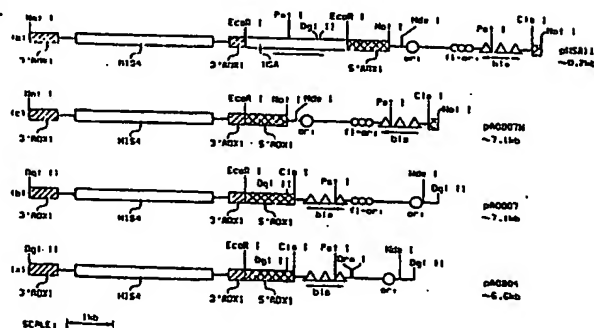 EcoR I Pst I Bgl II EcoR I Not I Nde I Pst I Cla I
Not I Not I
3'AOX1 HIS4 3'AOX1 HSA 5'AOX1 ori f1-ori bla
Not I EcoR I Not I Nde I Pst I Cla I Not I
(c) pAO807N
~7.1kb
3'AOX1 HIS4 3'AOX1 5'AOX1 ori f1-ori bla
Bgl II EcoR I Cla I Bgl II Pst I Nde I Bgl II
(b) pAO807
~7.1kb
3'AOX1 HIS4 3'AOX1 5'AOX1 bla f1-ori ori
Bgl II EcoR I Cla I Bgl II Pst I Dra I Nde I Bgl II
(a) pAO804
~6.6kb
3'AOX1 HIS4 3'AOX1 5'AOX1 bla ori
SCALE: 1kb